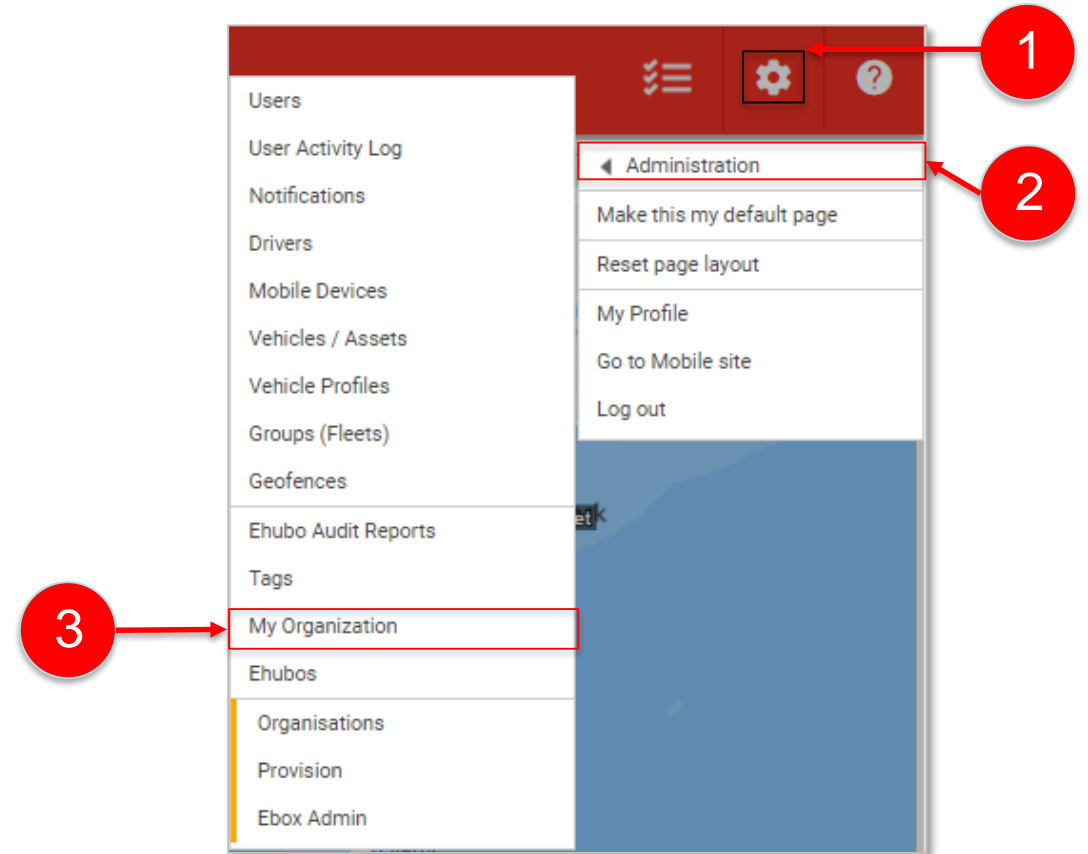 1
2
Administration
Make this my default page
Reset page layout
My Profile
Go to Mobile site
Log out
Users
User Activity Log
Notifications
Drivers
Mobile Devices
Vehicles / Assets
Vehicle Profiles
Groups (Fleets)
Geofences
Ehubo Audit Reports
Tags
3
My Organization
Ehubos
Organisations
Provision
Ebox Admin